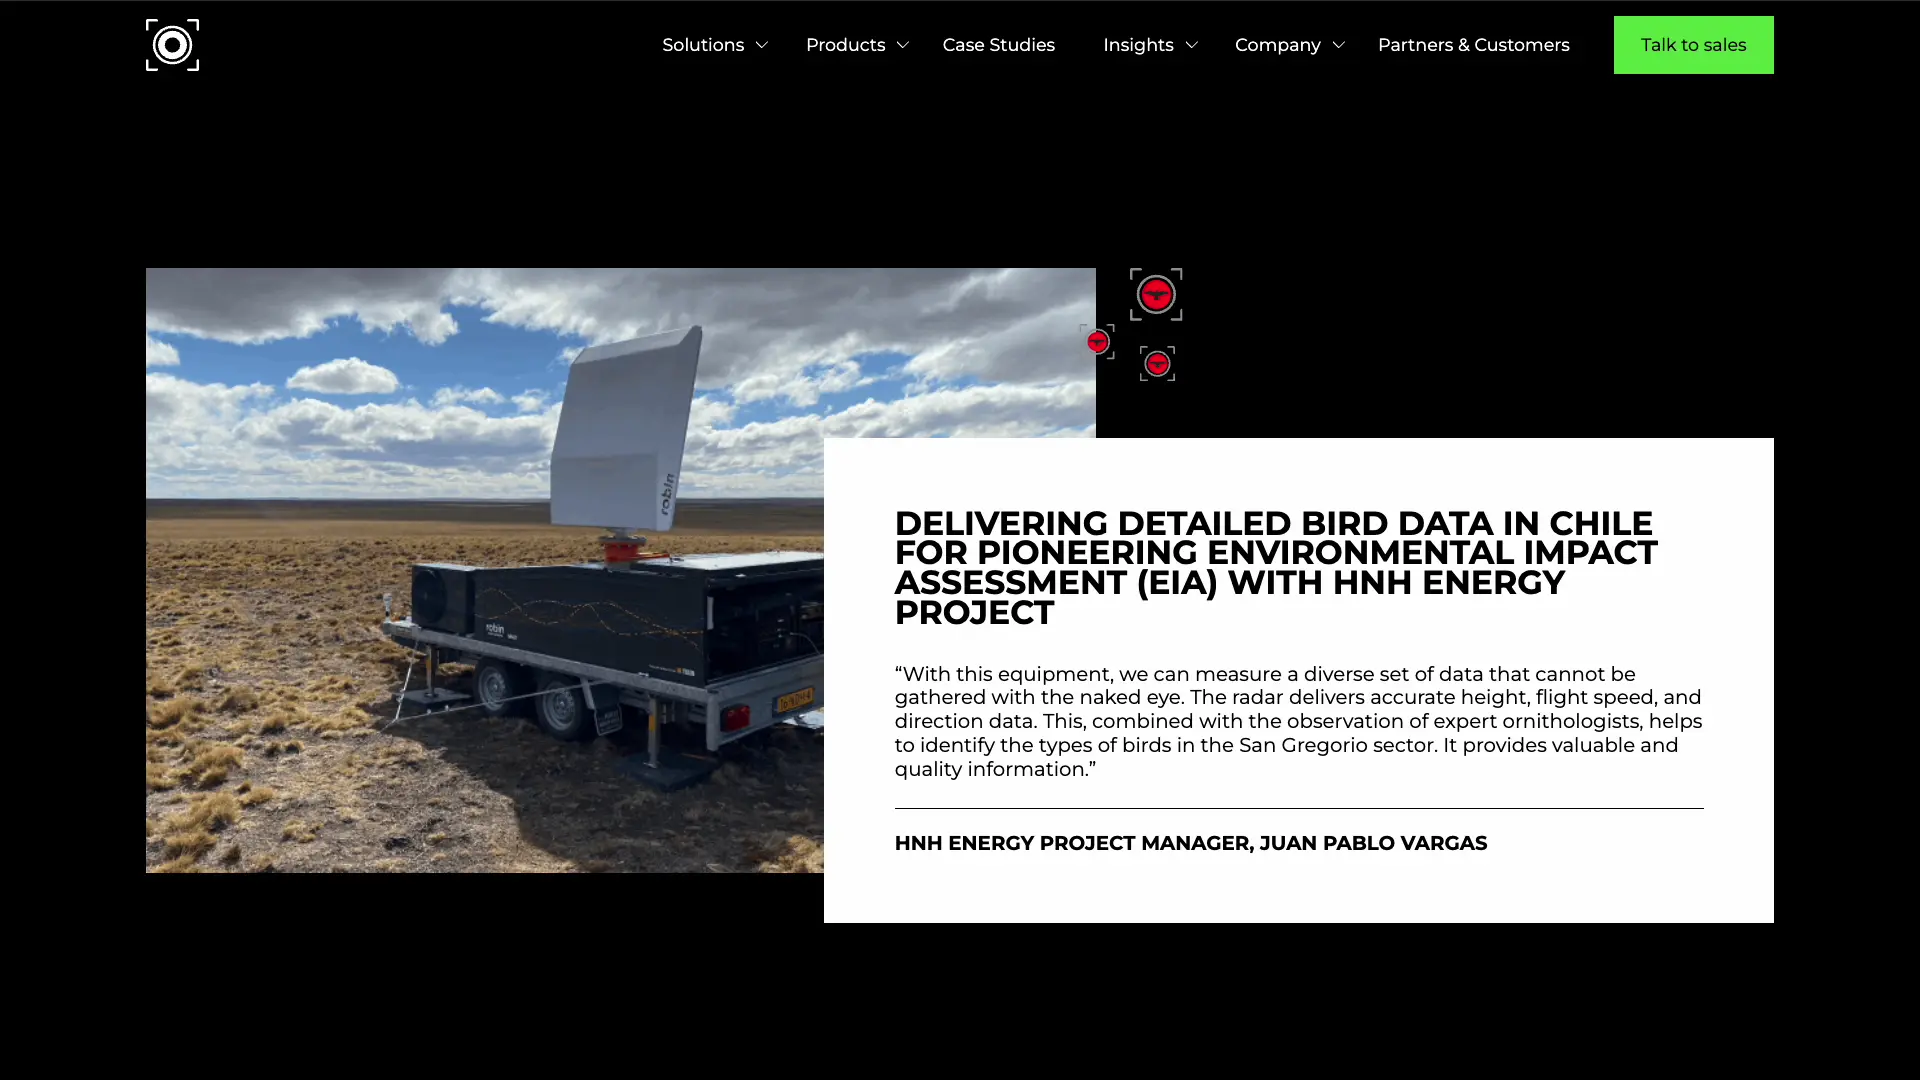 Solutions
Products
Case Studies
Insights
Company
Partners & Customers
Talk to sales
robin
robin
DELIVERING DETAILED BIRD DATA IN CHILE
FOR PIONEERING ENVIRONMENTAL IMPACT
ASSESSMENT (EIA) WITH HNH ENERGY
PROJECT
“With this equipment, we can measure a diverse set of data that cannot be
gathered with the naked eye. The radar delivers accurate height, flight speed, and
direction data. This, combined with the observation of expert ornithologists, helps
to identify the types of birds in the San Gregorio sector. It provides valuable and
quality information.”
HNH ENERGY PROJECT MANAGER, JUAN PABLO VARGAS